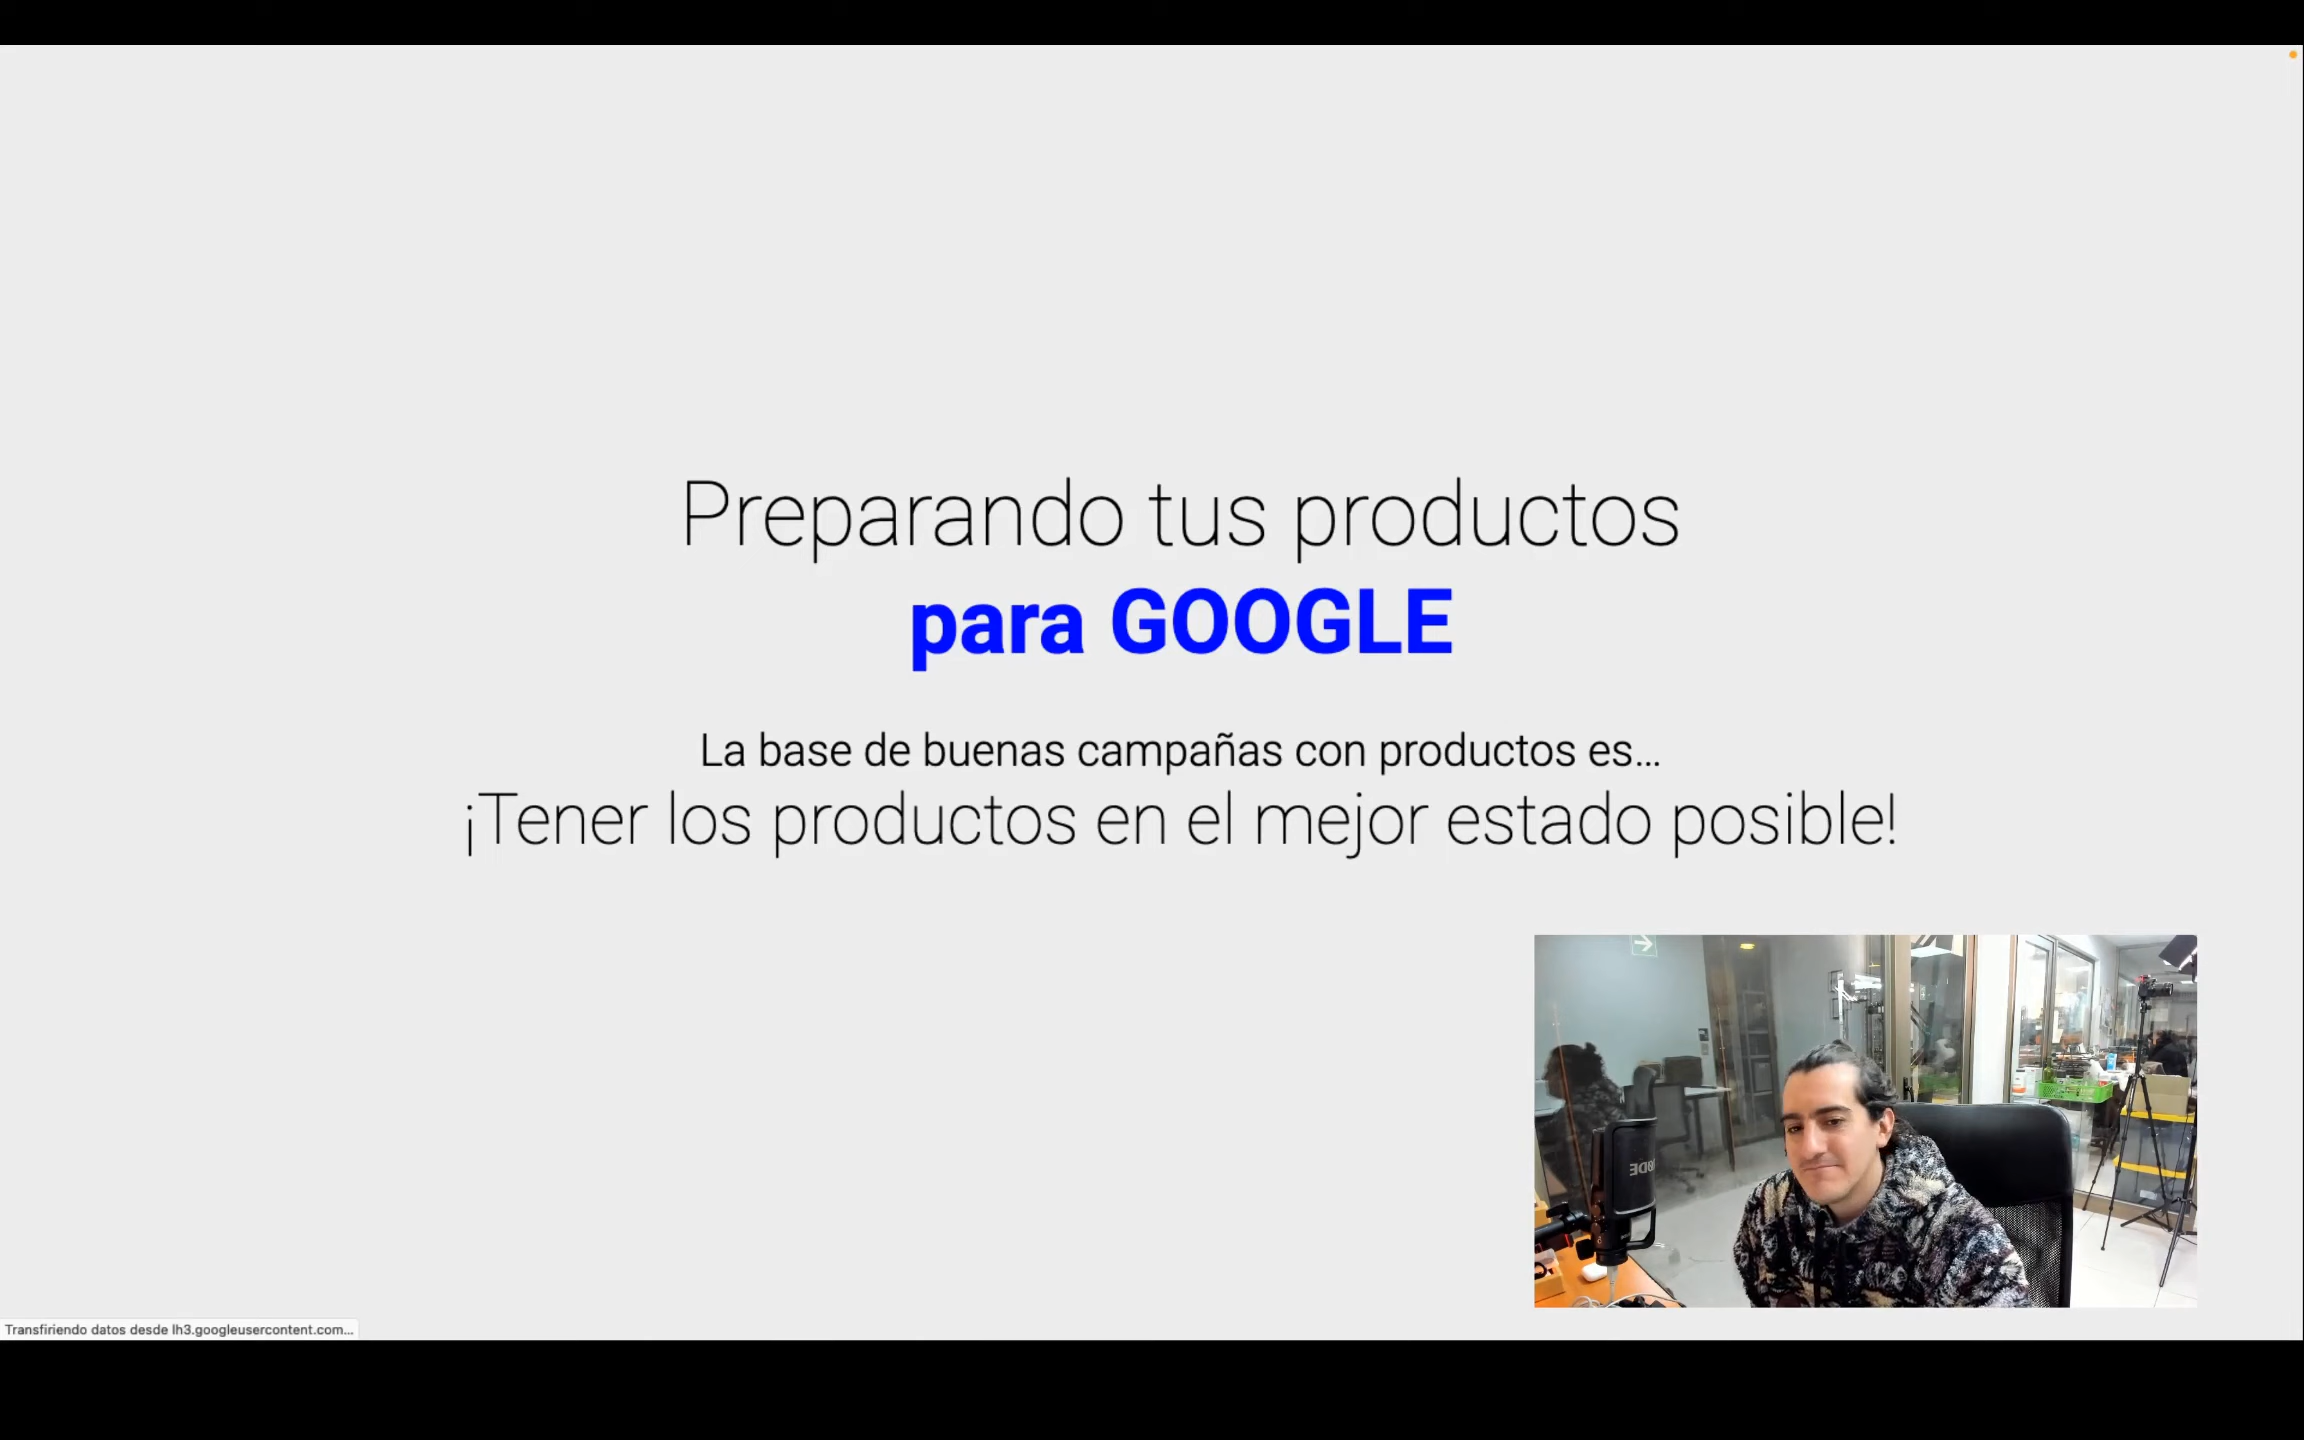 Preparando tus productos
para GOOGLE
La base de buenas campañas con productos es...
¡Tener los productos en el mejor estado posible!
RØDE
Transfiriendo datos desde lh3.googleusercontent.com...